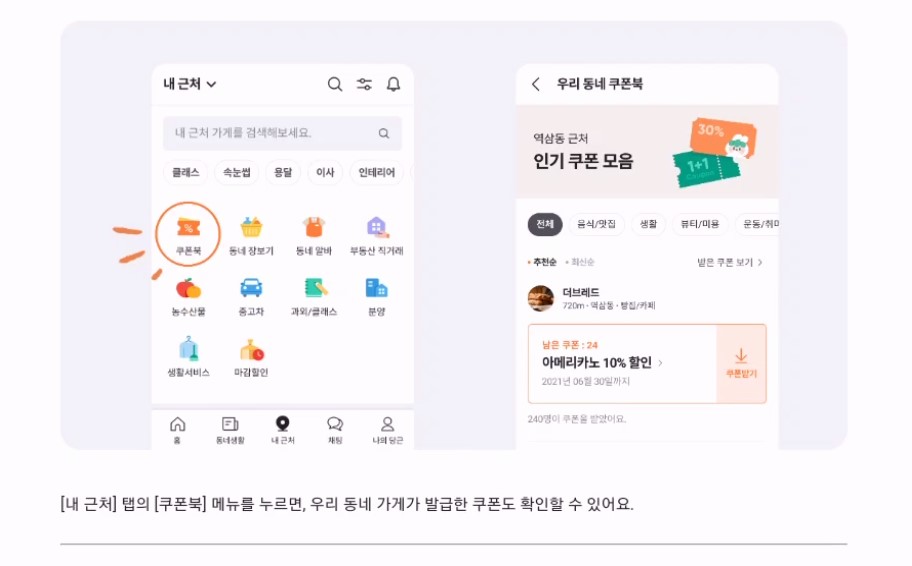 내 근처
내 근처 가게를 검색해보세요.
클래스 속눈썹 용달 이사 인테리어
쿠폰북 동네 장보기 동네 알바 부동산 직거래
농수산물 중고차 과외/클래스 분양
생활서비스 마감할인
홈 동네생활 내 근처 채팅 나의 당근
우리 동네 쿠폰북
역삼동 근처
인기 쿠폰 모음
30%
1+1
Coupon
전체 음식/맛집 생활 뷰티/미용 운동/취미
• 추천순 • 최신순 받은 쿠폰 보기 >
더브레드
720m · 역삼동 · 빵집/카페
남은 쿠폰 : 24
아메리카노 10% 할인 >
쿠폰받기
2021년 06월 30일까지
240명이 쿠폰을 받았어요.
[내 근처] 탭의 [쿠폰북] 메뉴를 누르면, 우리 동네 가게가 발급한 쿠폰도 확인할 수 있어요.